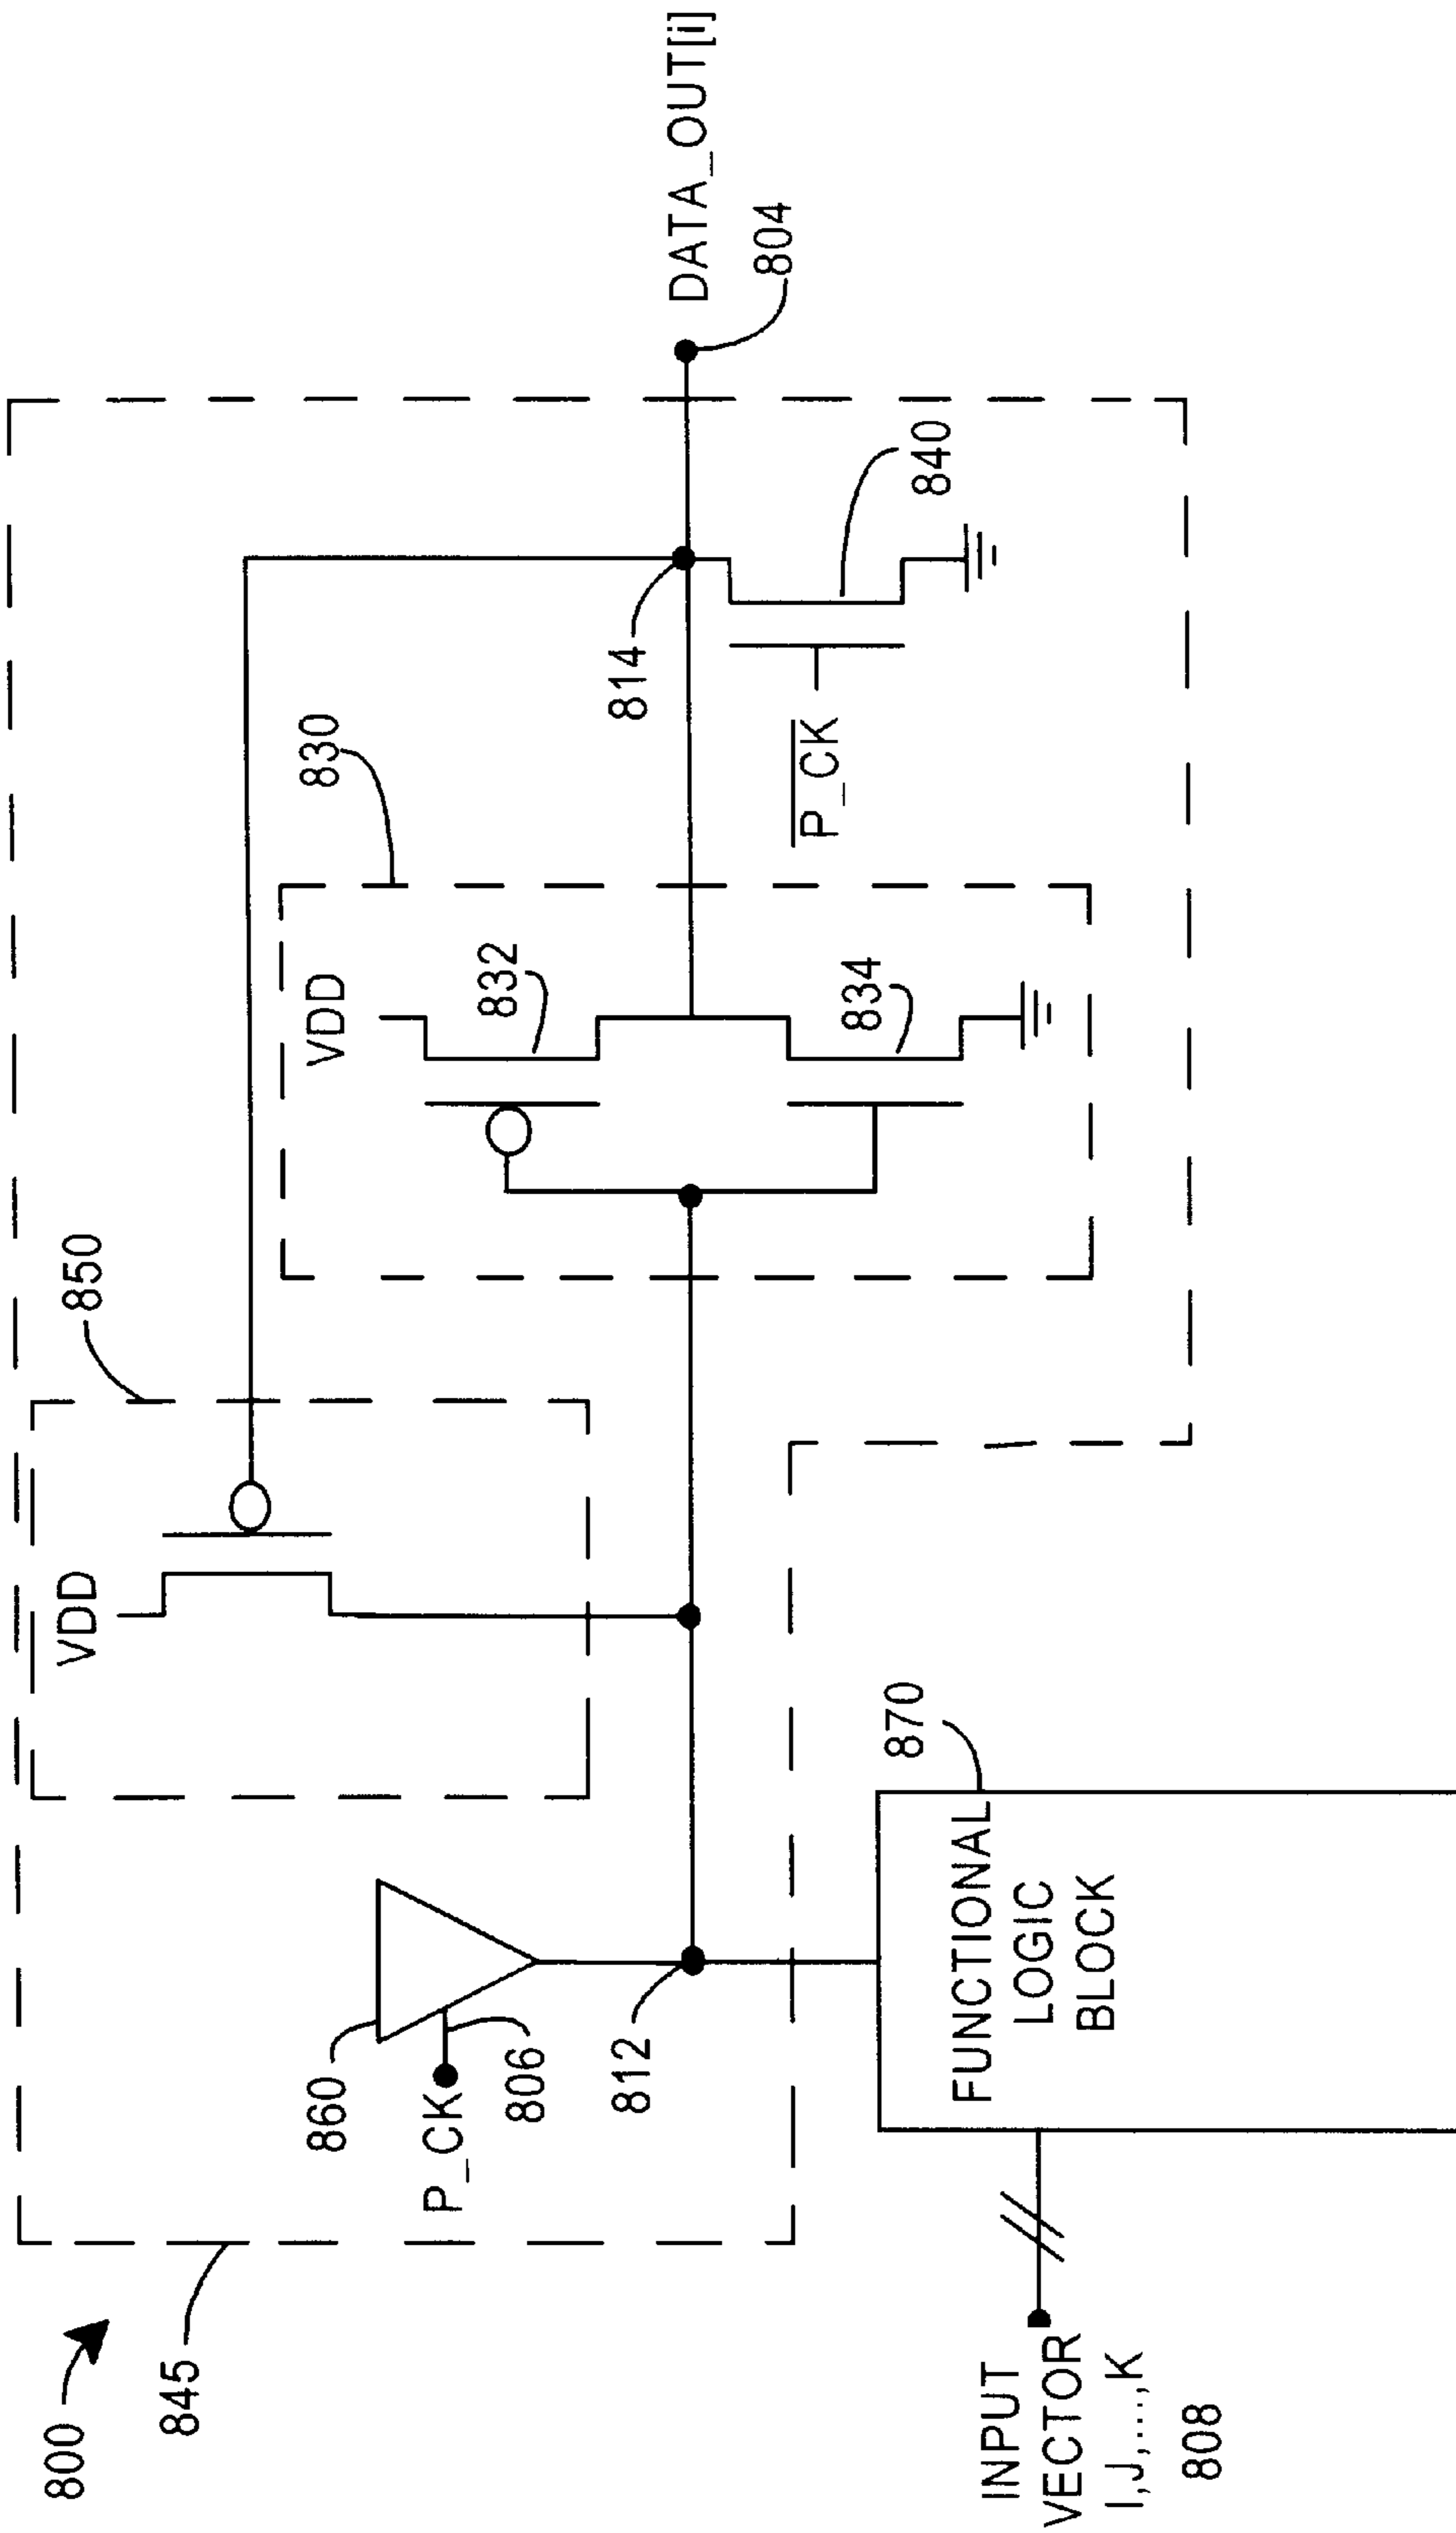 800
845
850
VDD
860
P_CK
806
812
830
VDD
832
834
814
P_CK
840
DATA_OUT[i]
804
870
FUNCTIONAL
LOGIC
BLOCK
INPUT
VECTOR
I,J,...,K
808